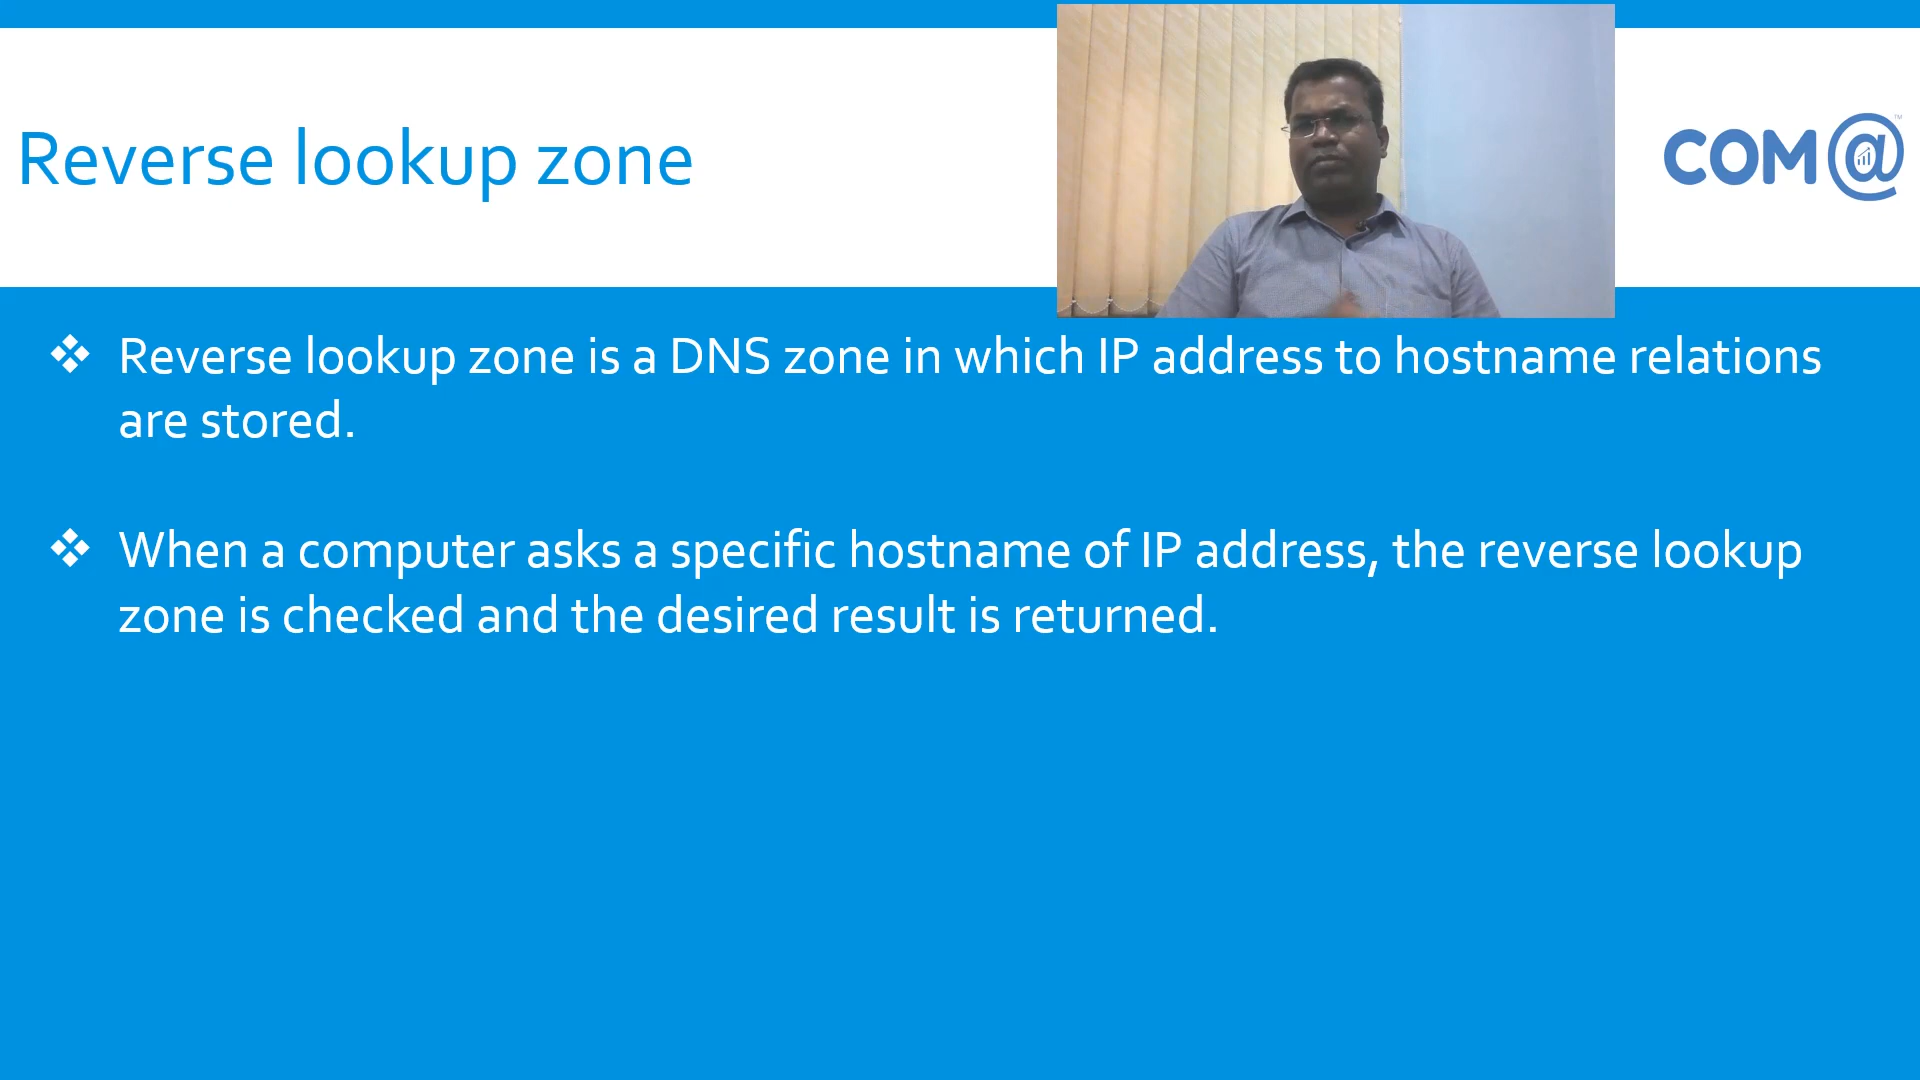 Reverse lookup zone
COM@
TM
❖ Reverse lookup zone is a DNS zone in which IP address to hostname relations
are stored.
❖ When a computer asks a specific hostname of IP address, the reverse lookup
zone is checked and the desired result is returned.